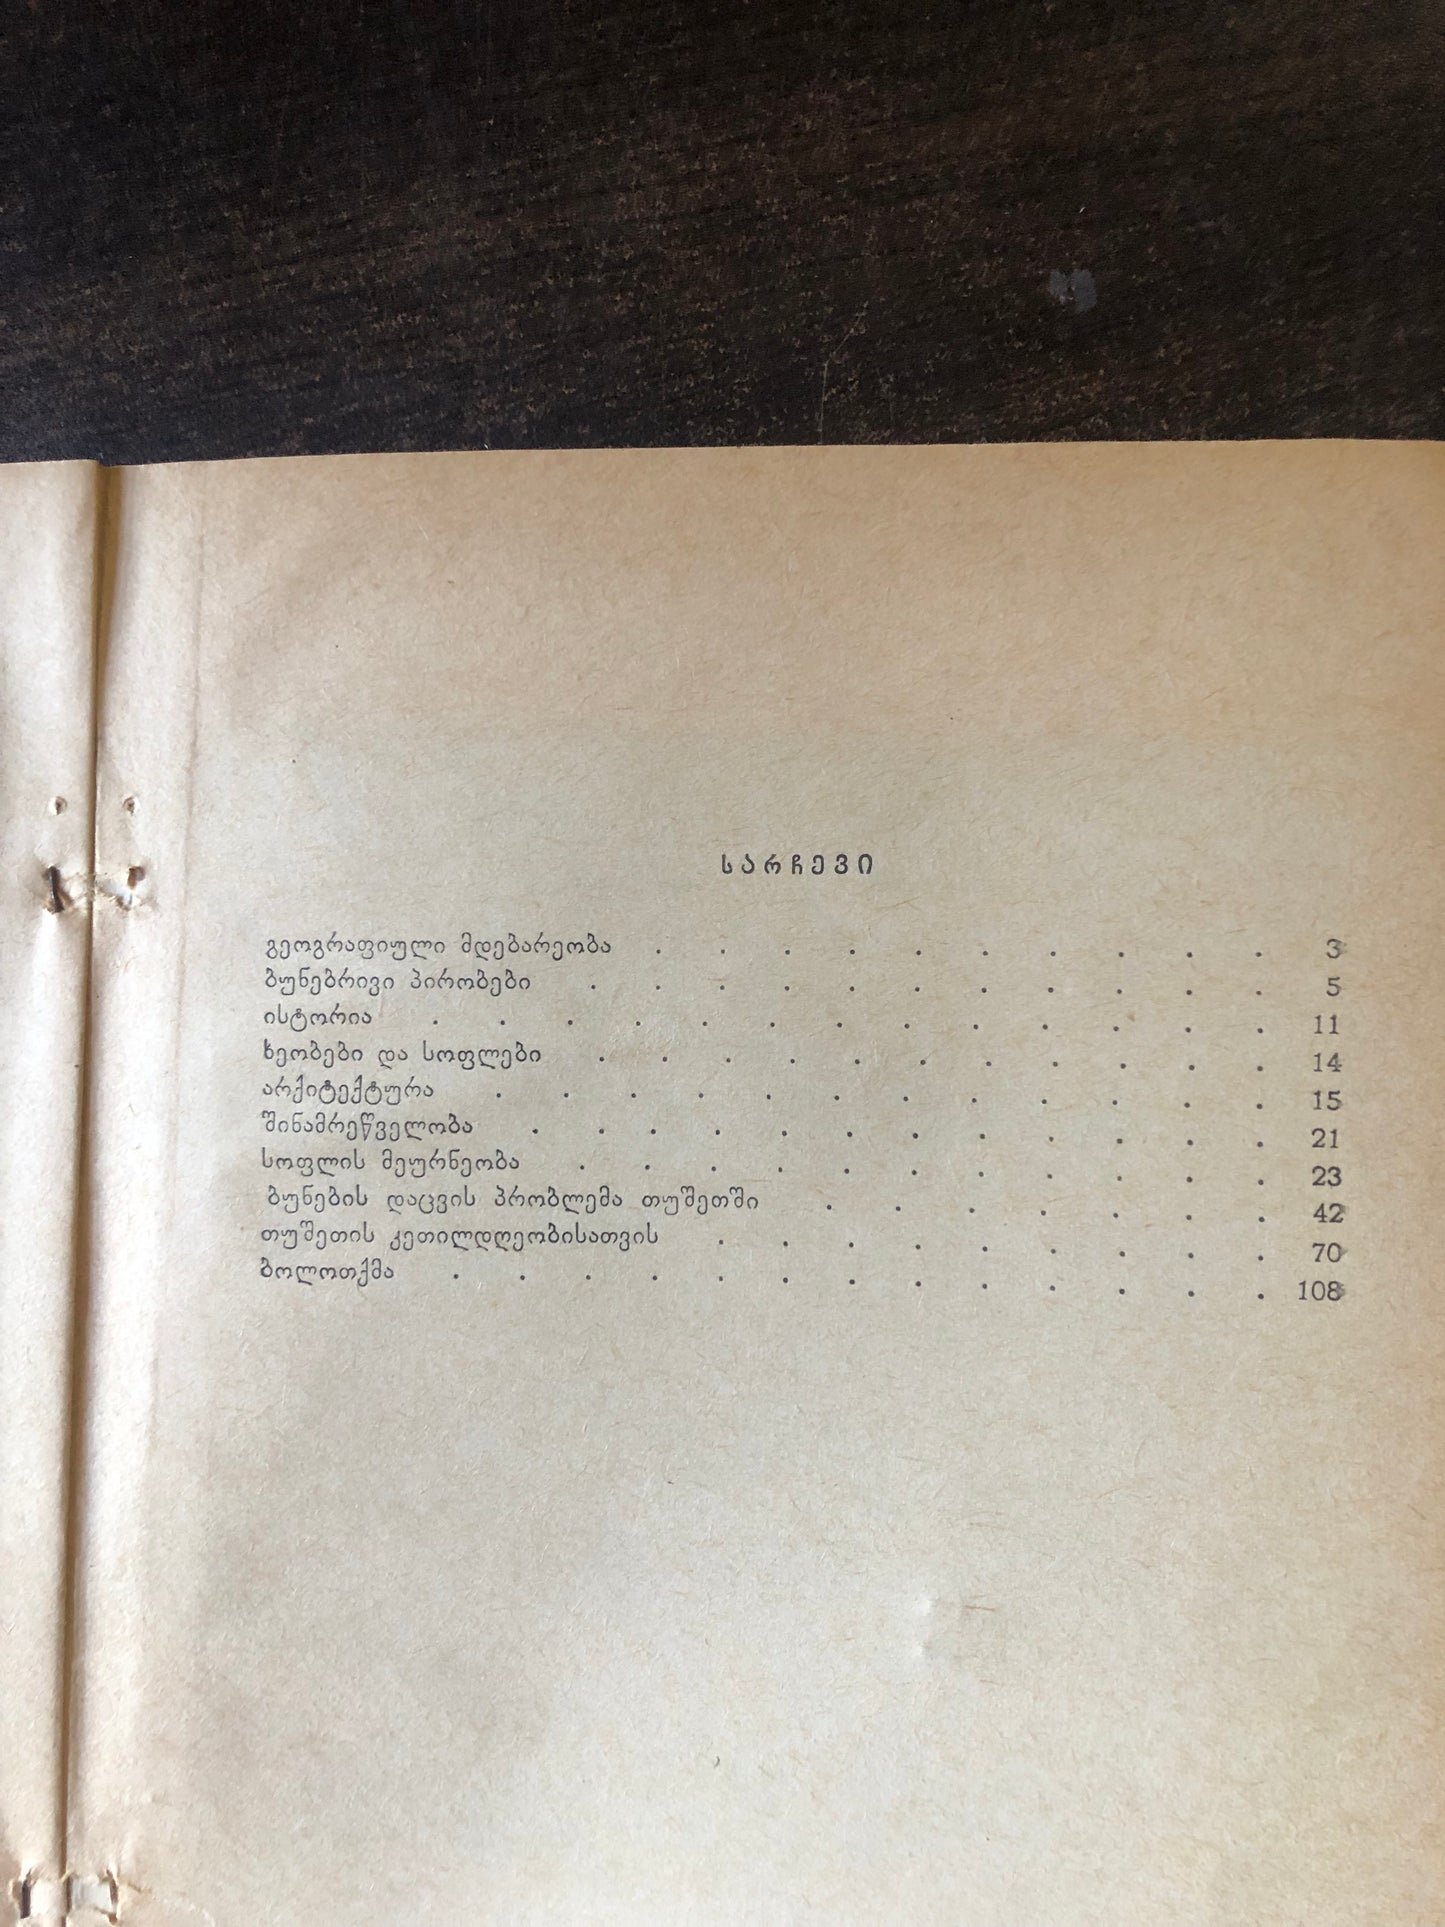 სარჩევი
გეოგრაფიული მდებარეობა . . . . . . . . . . 3
ბუნებრივი პირობები . . . . . . . . . . . 5
ისტორია . . . . . . . . . . . . . 11
ხეობები და სოფლები . . . . . . . . . . . 14
არქიტექტურა . . . . . . . . . . . . 15
შინამრეწველობა . . . . . . . . . . . . 21
სოფლის მეურნეობა . . . . . . . . . . . 23
ბუნების დაცვის პრობლემა თუშეთში . . . . . . . 42
თუშეთის კეთილდღეობისათვის . . . . . . . . . 70
ბოლოთქმა . . . . . . . . . . . . . 108